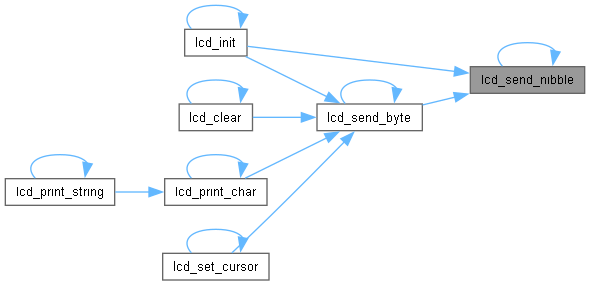 lcd_init
lcd_send_nibble
lcd_clear
lcd_send_byte
lcd_print_string
lcd_print_char
lcd_set_cursor